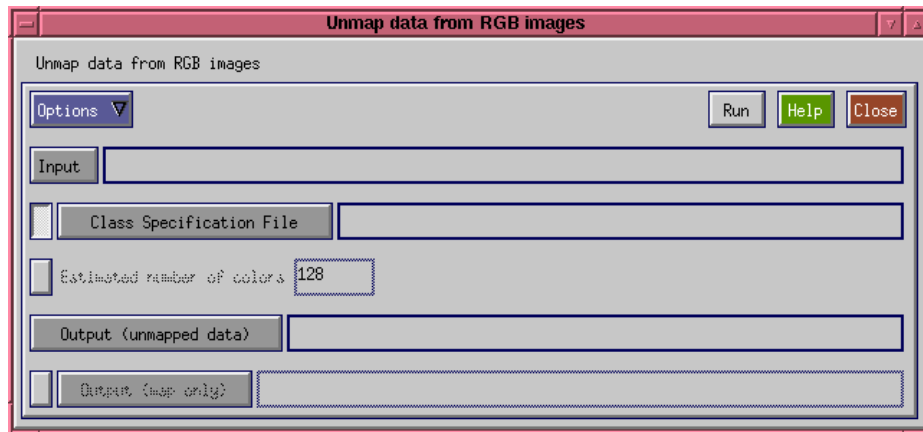 Unmap data from RGB images
Unmap data from RGB images
Options Run Help Close
Input
Class Specification File
Estimated number of colors 128
Output (unmapped data)
Output (map only)